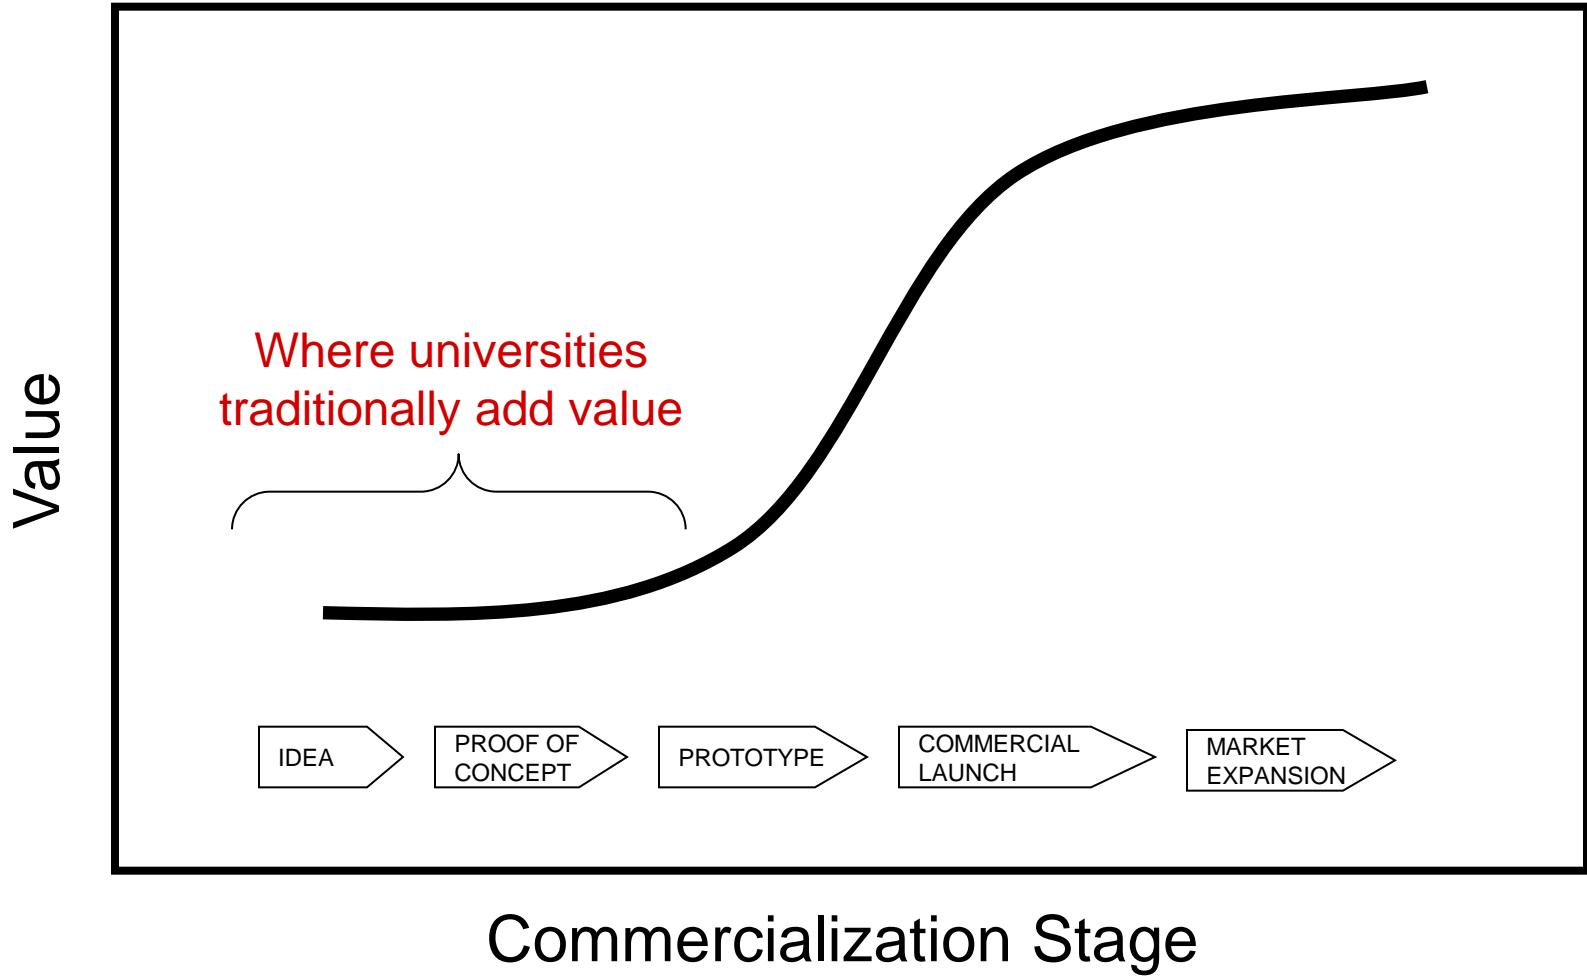 Where universities
traditionally add value
Value
IDEA
PROOF OF
CONCEPT
PROTOTYPE
COMMERCIAL
LAUNCH
MARKET
EXPANSION
Commercialization Stage